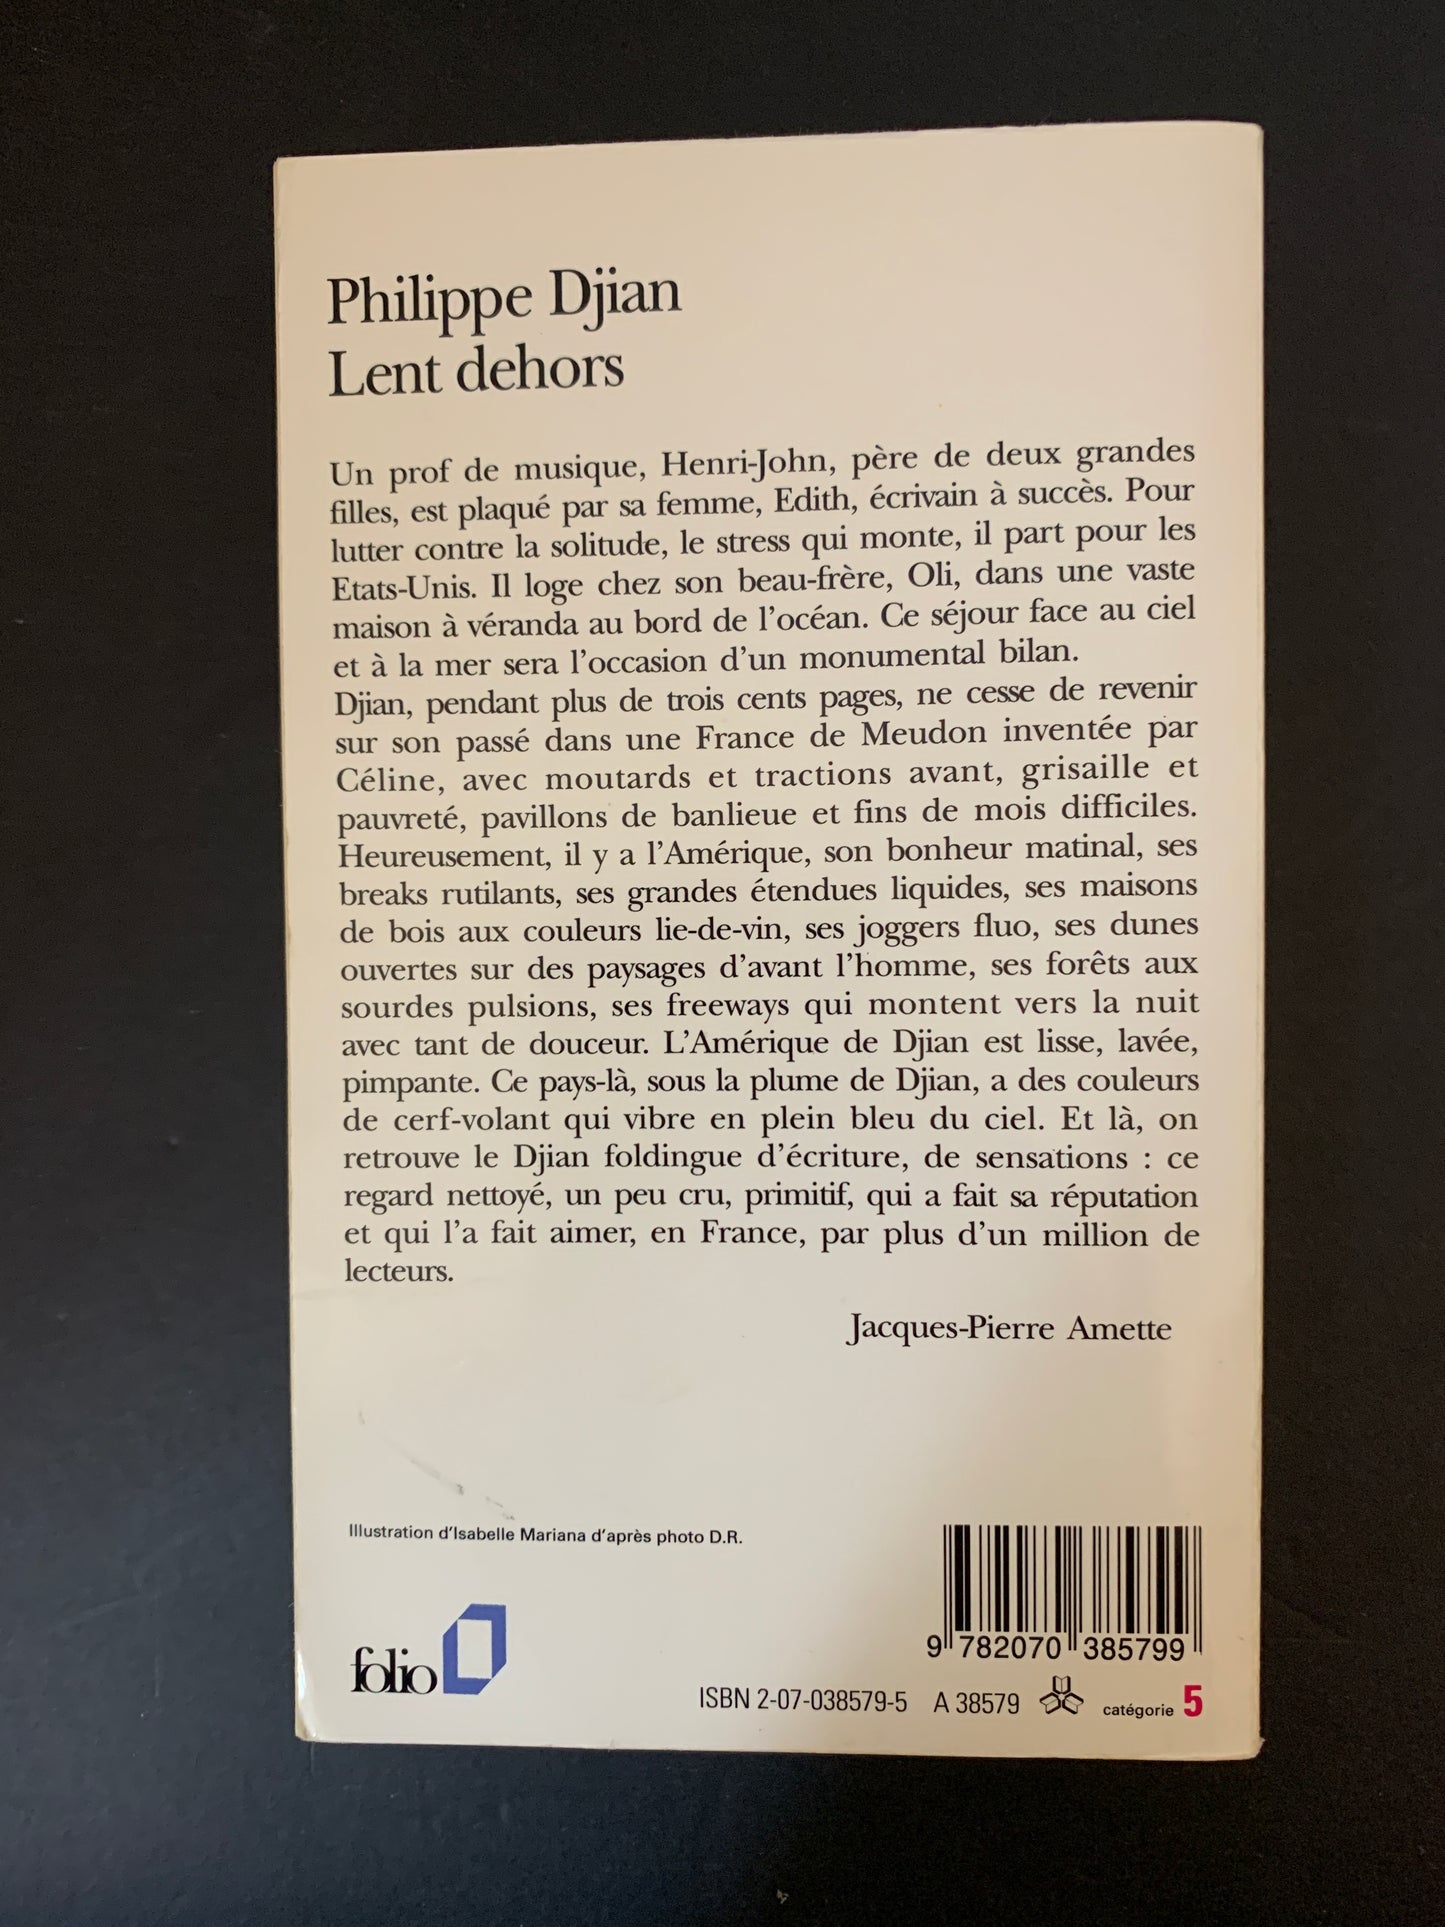 Philippe Djian
Lent dehors
Un prof de musique, Henri-John, père de deux grandes
filles, est plaqué par sa femme, Edith, écrivain à succès. Pour
lutter contre la solitude, le stress qui monte, il part pour les
Etats-Unis. Il loge chez son beau-frère, Oli, dans une vaste
maison à véranda au bord de l'océan. Ce séjour face au ciel
et à la mer sera l'occasion d'un monumental bilan.
Djian, pendant plus de trois cents pages, ne cesse de revenir
sur son passé dans une France de Meudon inventée par
Céline, avec moutards et tractions avant, grisaille et
pauvreté, pavillons de banlieue et fins de mois difficiles.
Heureusement, il y a l'Amérique, son bonheur matinal, ses
breaks rutilants, ses grandes étendues liquides, ses maisons
de bois aux couleurs lie-de-vin, ses joggers fluo, ses dunes
ouvertes sur des paysages d'avant l'homme, ses forêts aux
sourdes pulsions, ses freeways qui montent vers la nuit
avec tant de douceur. L'Amérique de Djian est lisse, lavée,
pimpante. Ce pays-là, sous la plume de Djian, a des couleurs
de cerf-volant qui vibre en plein bleu du ciel. Et là, on
retrouve le Djian foldingue d'écriture, de sensations : ce
regard nettoyé, un peu cru, primitif, qui a fait sa réputation
et qui l'a fait aimer, en France, par plus d'un million de
lecteurs.
Jacques-Pierre Amette
Illustration d'Isabelle Mariana d'après photo D.R.
9 782070 385799
folio
ISBN 2-07-038579-5 A 38579 catégorie 5